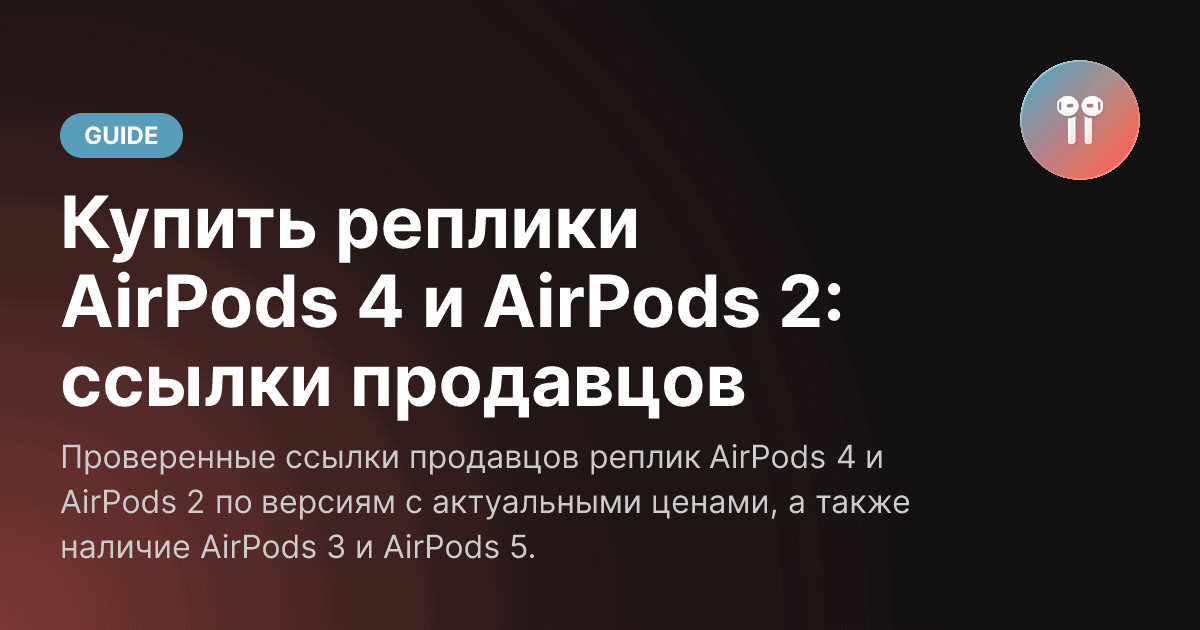 GUIDE
Купить реплики
AirPods 4 и AirPods 2:
ссылки продавцов
Проверенные ссылки продавцов реплик AirPods 4 и
AirPods 2 по версиям с актуальными ценами, а также
наличие AirPods 3 и AirPods 5.